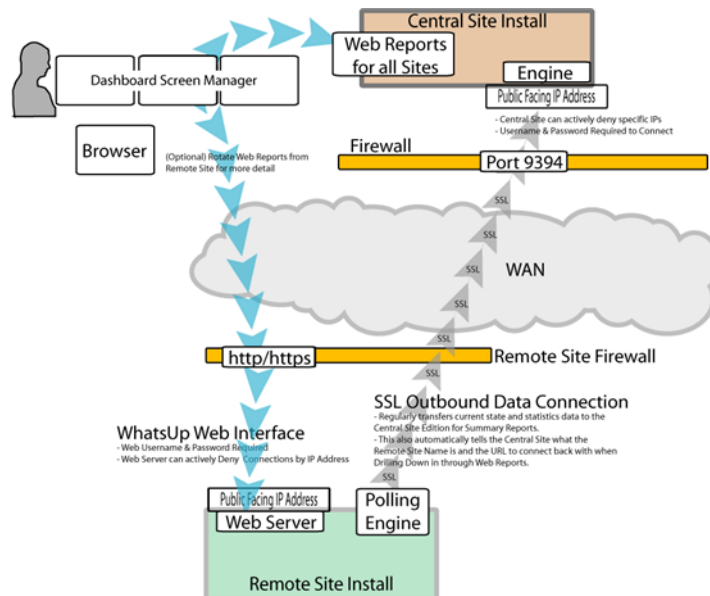 Central Site Install
Web Reports
for all Sites
Engine
Public Facing IP Address
- Central Site can actively deny specific IPs
- Username & Password Required to Connect
Dashboard Screen Manager
Browser
(Optional) Rotate Web Reports from
Remote Site for more detail
Firewall
Port 9394
SSL
SSL
SSL
WAN
SSL
SSL
SSL
http/https
Remote Site Firewall
SSL
SSL Outbound Data Connection
- Regularly transfers current state and statistics data to the
Central Site Edition for Summary Reports.
- This also automatically tells the Central Site what the
Remote Site Name is and the URL to connect back with when
Drilling Down in through Web Reports.
WhatsUp Web Interface
- Web Username & Password Required
- Web Server can actively Deny Connections by IP Address
SSL
Public Facing IP Address
Web Server
Polling
Engine
Remote Site Install